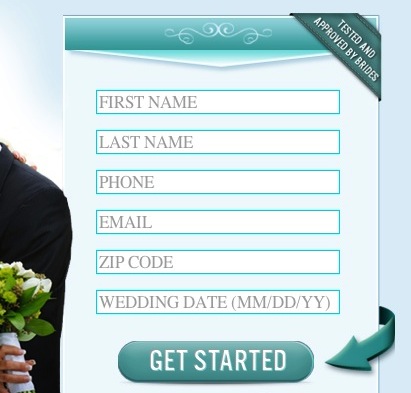 TESTED AND
APPROVED BY BRIDES
FIRST NAME
LAST NAME
PHONE
EMAIL
ZIP CODE
WEDDING DATE (MM/DD/YY)
GET STARTED